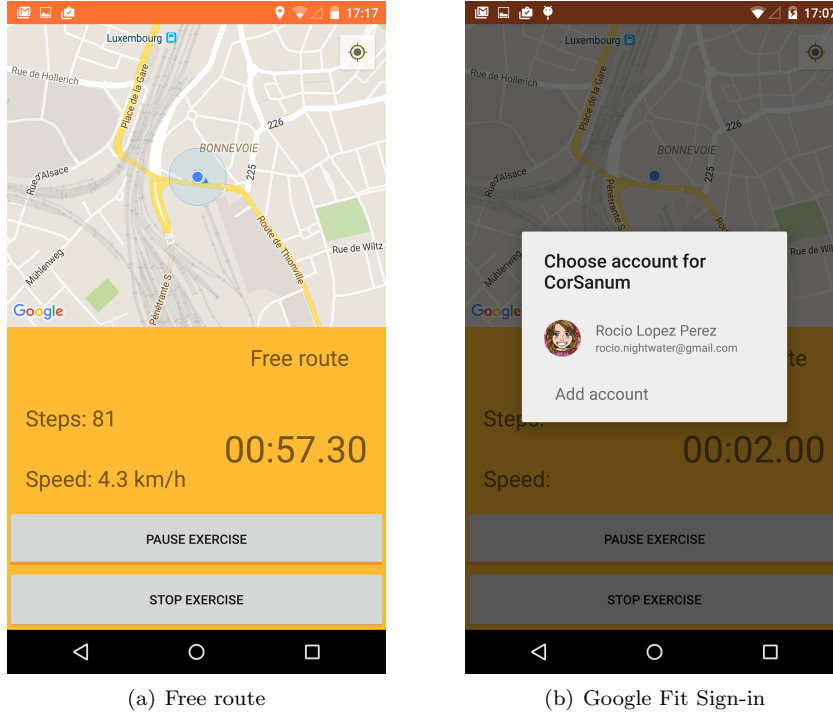 17:17
Luxembourg
Rue de Hollerich
Place de la Gare
226
BONNEVOIE
225
Rue d'Alsace
Route de Thionville
Rue de Wiltz
Mühlenweg
Pénétrante S
Google
Free route
Steps: 81
00:57.30
Speed: 4.3 km/h
PAUSE EXERCISE
STOP EXERCISE
(a) Free route
17:07
Luxembourg
Rue de Hollerich
Place de la Gare
226
BONNEVOIE
225
Rue d'Alsace
Pénétrante S
Rou
Rue de Wiltz
Mühlenweg
Google
Choose account for
CorSanum
Rocio Lopez Perez
rocio.nightwater@gmail.com
Add account
te
Steps:
00:02.00
Speed:
PAUSE EXERCISE
STOP EXERCISE
(b) Google Fit Sign-in